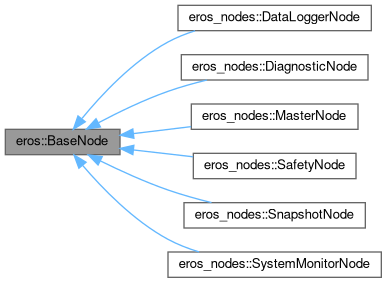 eros_nodes::DataLoggerNode
eros_nodes::DiagnosticNode
eros_nodes::MasterNode
eros::BaseNode
eros_nodes::SafetyNode
eros_nodes::SnapshotNode
eros_nodes::SystemMonitorNode